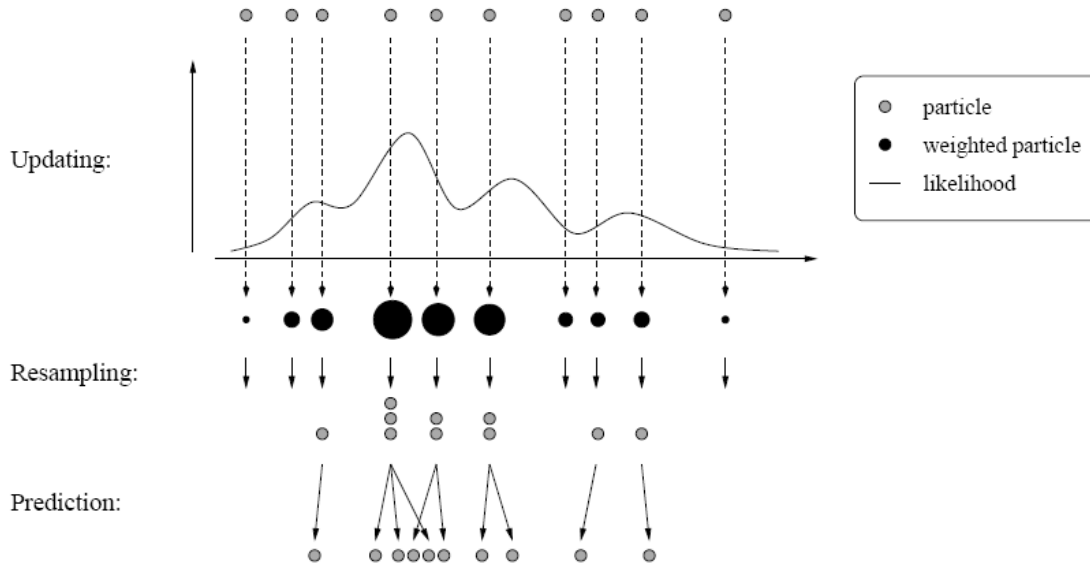 Updating:
particle
weighted particle
likelihood
Resampling:
Prediction: